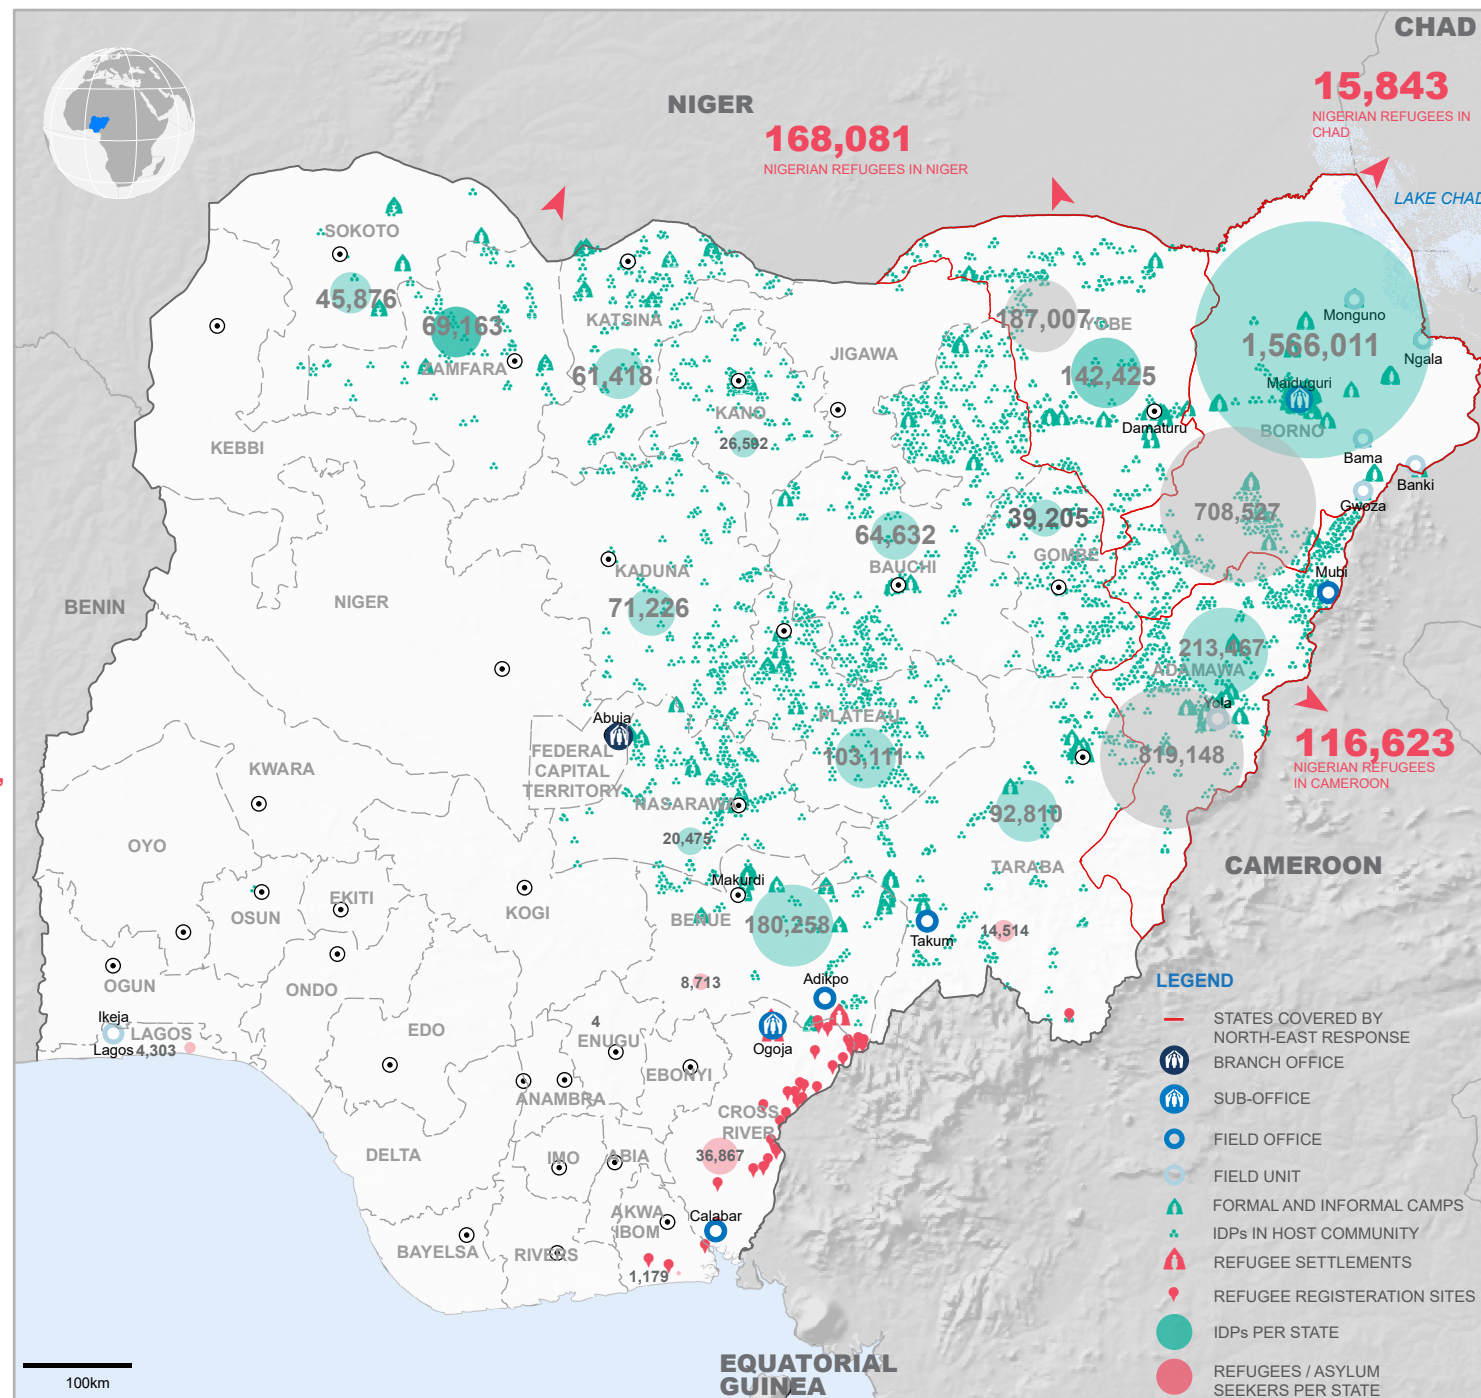 CHAD
15,843
NIGERIAN REFUGEES IN
CHAD
NIGER
168,081
NIGERIAN REFUGEES IN NIGER
LAKE CHAD
SOKOTO
45,876
69,163
ZAMFARA
KATSINA
61,418
JIGAWA
KANO
26,592
KEBBI
187,007
YOBE
142,425
Damaturu
Monguno
1,566,011
Ngala
Maiduguri
BORNO
Bama
Banki
Gwoza
708,527
64,632
BAUCHI
39,205
GOMBE
Mubi
KADUNA
71,226
NIGER
BENIN
213,467
ADAMAWA
Yola
819,148
116,623
NIGERIAN REFUGEES
IN CAMEROON
Abuja
FEDERAL
CAPITAL
TERRITORY
PLATEAU
103,111
NASARAWA
20,475
92,810
TARABA
CAMEROON
KWARA
OYO
OSUN
EKITI
KOGI
Makurdi
BENUE
180,258
Takum
14,514
8,713
Adikpo
OGUN
ONDO
Ikeja
LAGOS
Lagos
4,303
EDO
4
ENUGU
Ogoja
EBONYI
ANAMBRA
CROSS
RIVER
36,867
DELTA
IMO
ABIA
AKWA
IBOM
Calabar
BAYELSA
RIVERS
1,179
LEGEND
STATES COVERED BY
NORTH-EAST RESPONSE
BRANCH OFFICE
SUB-OFFICE
FIELD OFFICE
FIELD UNIT
FORMAL AND INFORMAL CAMPS
IDPs IN HOST COMMUNITY
REFUGEE SETTLEMENTS
REFUGEE REGISTERATION SITES
IDPs PER STATE
REFUGEES / ASYLUM
SEEKERS PER STATE
100km
EQUATORIAL
GUINEA